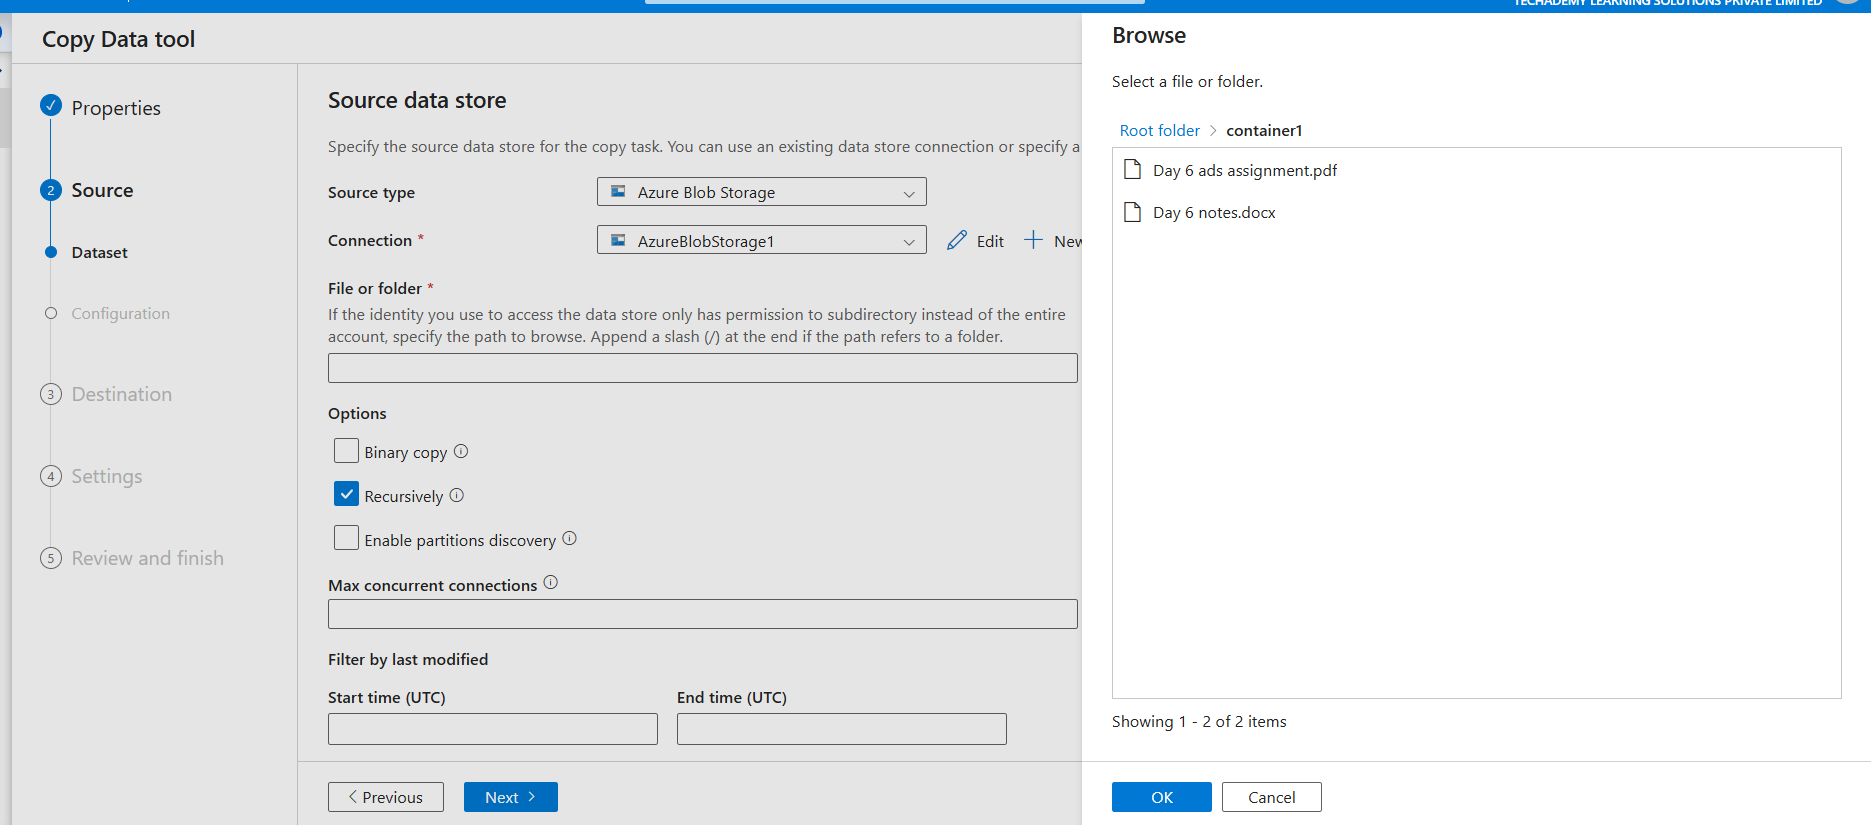 TECHADEMY LEARNING SOLUTIONS PRIVATE LIMITED
Copy Data tool
Properties
2 Source
Dataset
Configuration
3 Destination
4 Settings
5 Review and finish
Source data store
Specify the source data store for the copy task. You can use an existing data store connection or specify a
Source type
Azure Blob Storage
Connection *
AzureBlobStorage1
Edit
New
File or folder *
If the identity you use to access the data store only has permission to subdirectory instead of the entire
account, specify the path to browse. Append a slash (/) at the end if the path refers to a folder.
Options
Binary copy
Recursively
Enable partitions discovery
Max concurrent connections
Filter by last modified
Start time (UTC)
End time (UTC)
Previous
Next
Browse
Select a file or folder.
Root folder > container1
Day 6 ads assignment.pdf
Day 6 notes.docx
Showing 1 - 2 of 2 items
OK
Cancel